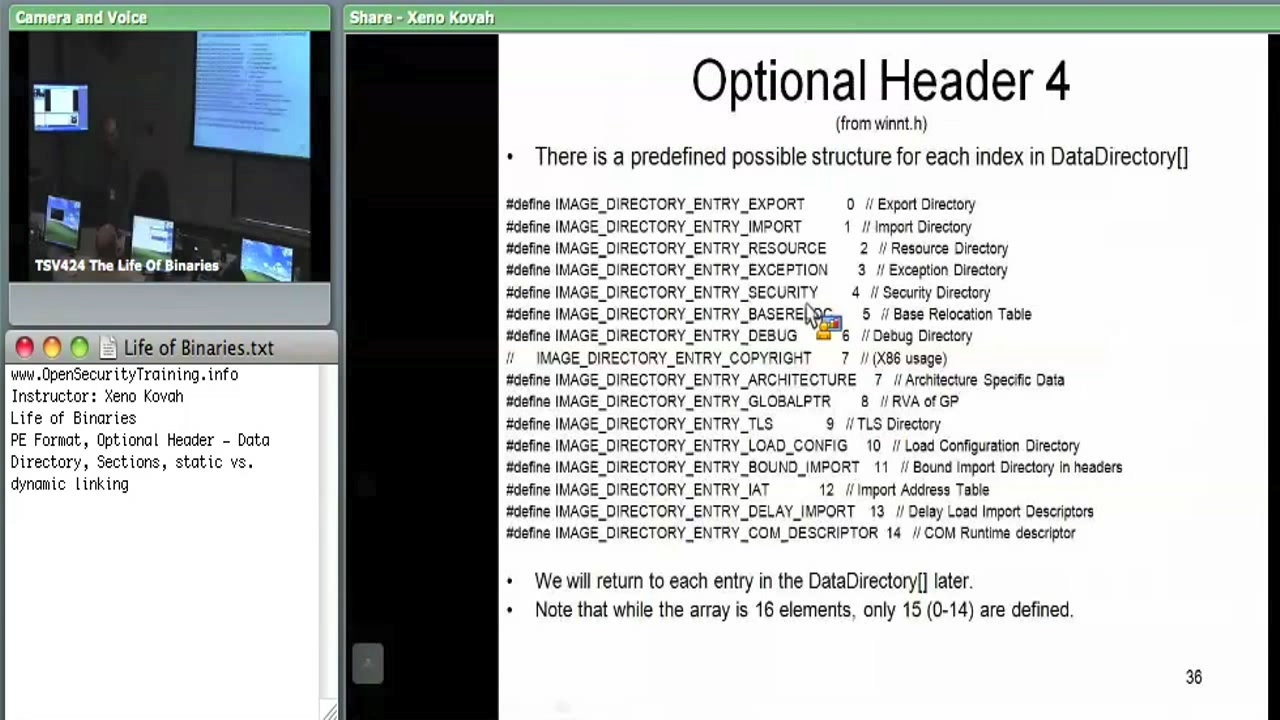 Camera and Voice
TSV424 The Life Of Binaries
Life of Binaries.txt
www.OpenSecurityTraining.info
Instructor: Xeno Kovah
Life of Binaries
PE Format, Optional Header – Data
Directory, Sections, static vs.
dynamic linking
Share - Xeno Kovah
Optional Header 4
(from winnt.h)
• There is a predefined possible structure for each index in DataDirectory[]
#define IMAGE_DIRECTORY_ENTRY_EXPORT 0 // Export Directory
#define IMAGE_DIRECTORY_ENTRY_IMPORT 1 // Import Directory
#define IMAGE_DIRECTORY_ENTRY_RESOURCE 2 // Resource Directory
#define IMAGE_DIRECTORY_ENTRY_EXCEPTION 3 // Exception Directory
#define IMAGE_DIRECTORY_ENTRY_SECURITY 4 // Security Directory
#define IMAGE_DIRECTORY_ENTRY_BASERELOC 5 // Base Relocation Table
#define IMAGE_DIRECTORY_ENTRY_DEBUG 6 // Debug Directory
// IMAGE_DIRECTORY_ENTRY_COPYRIGHT 7 // (X86 usage)
#define IMAGE_DIRECTORY_ENTRY_ARCHITECTURE 7 // Architecture Specific Data
#define IMAGE_DIRECTORY_ENTRY_GLOBALPTR 8 // RVA of GP
#define IMAGE_DIRECTORY_ENTRY_TLS 9 // TLS Directory
#define IMAGE_DIRECTORY_ENTRY_LOAD_CONFIG 10 // Load Configuration Directory
#define IMAGE_DIRECTORY_ENTRY_BOUND_IMPORT 11 // Bound Import Directory in headers
#define IMAGE_DIRECTORY_ENTRY_IAT 12 // Import Address Table
#define IMAGE_DIRECTORY_ENTRY_DELAY_IMPORT 13 // Delay Load Import Descriptors
#define IMAGE_DIRECTORY_ENTRY_COM_DESCRIPTOR 14 // COM Runtime descriptor
• We will return to each entry in the DataDirectory[] later.
• Note that while the array is 16 elements, only 15 (0-14) are defined.
36